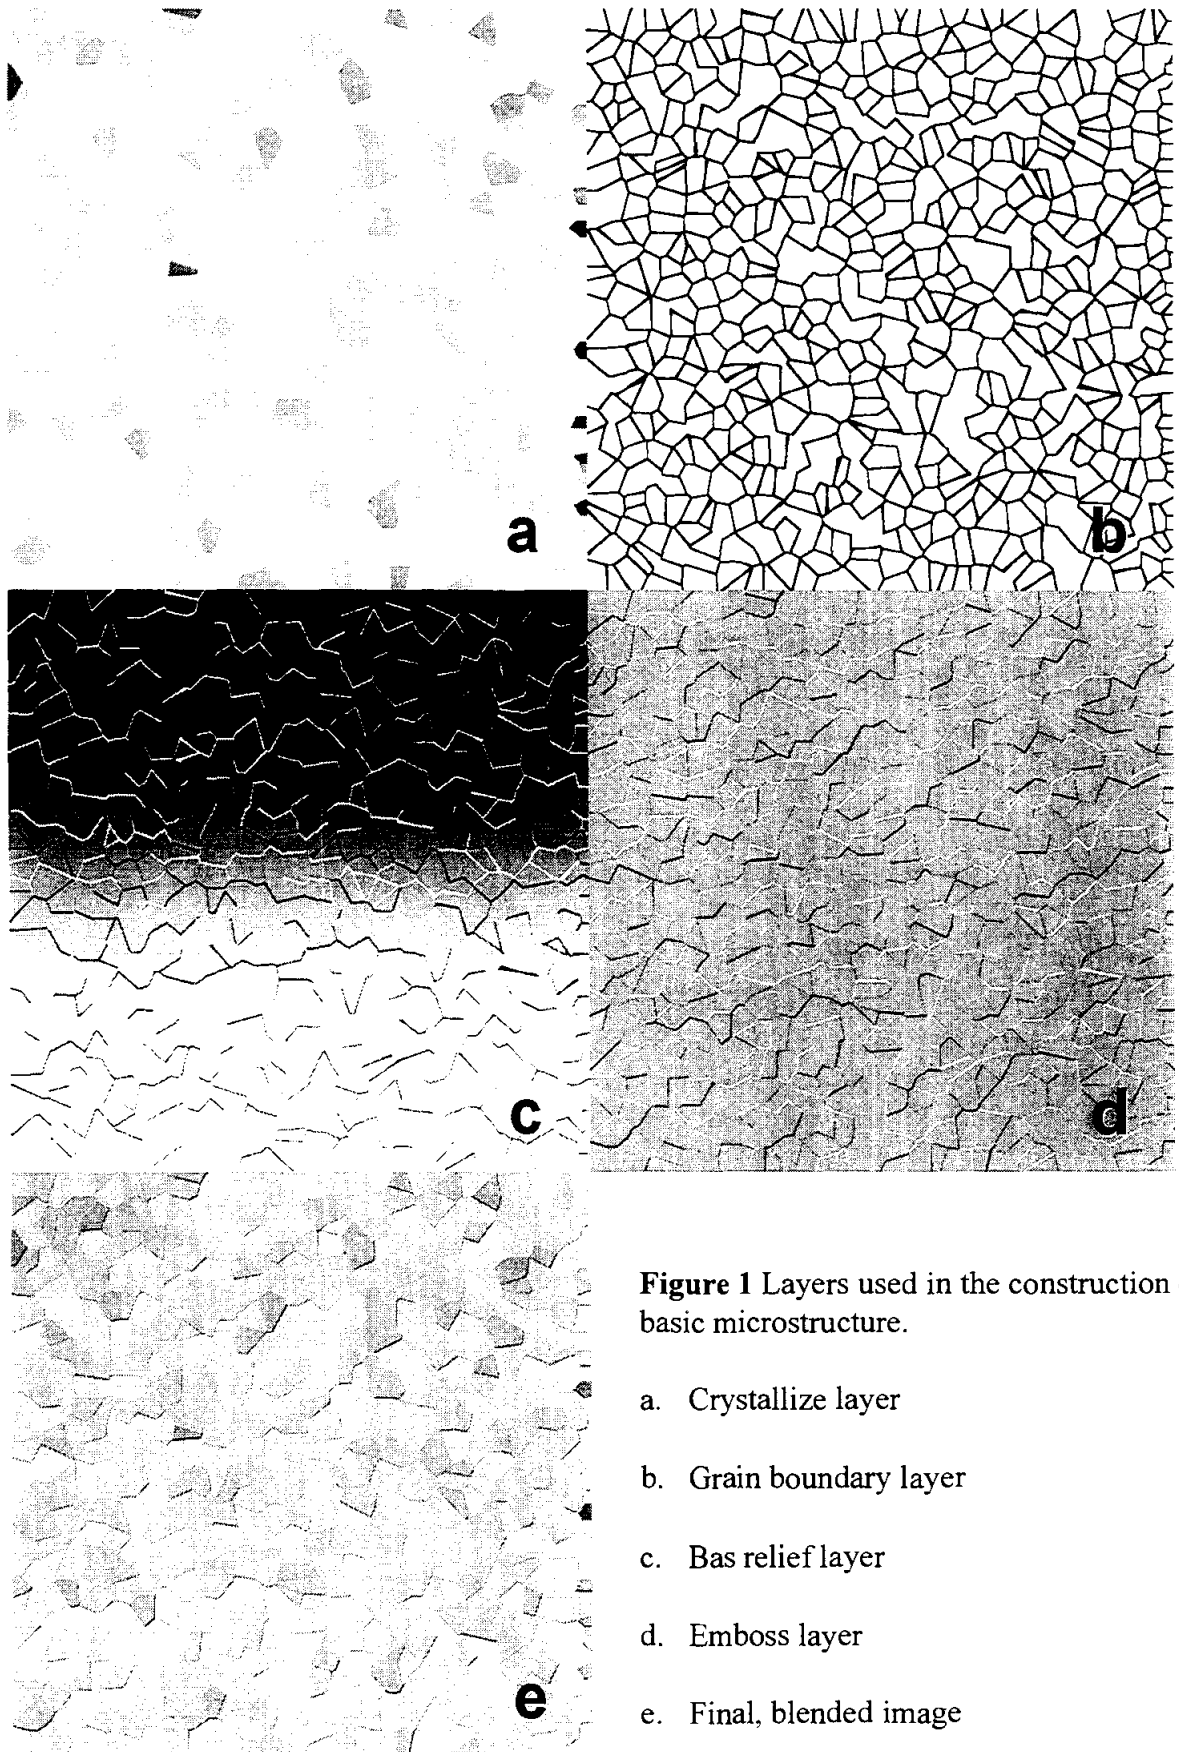 a
b
c
d
e
Figure 1 Layers used in the construction
basic microstructure.
a. Crystallize layer
b. Grain boundary layer
c. Bas relief layer
d. Emboss layer
e. Final, blended image